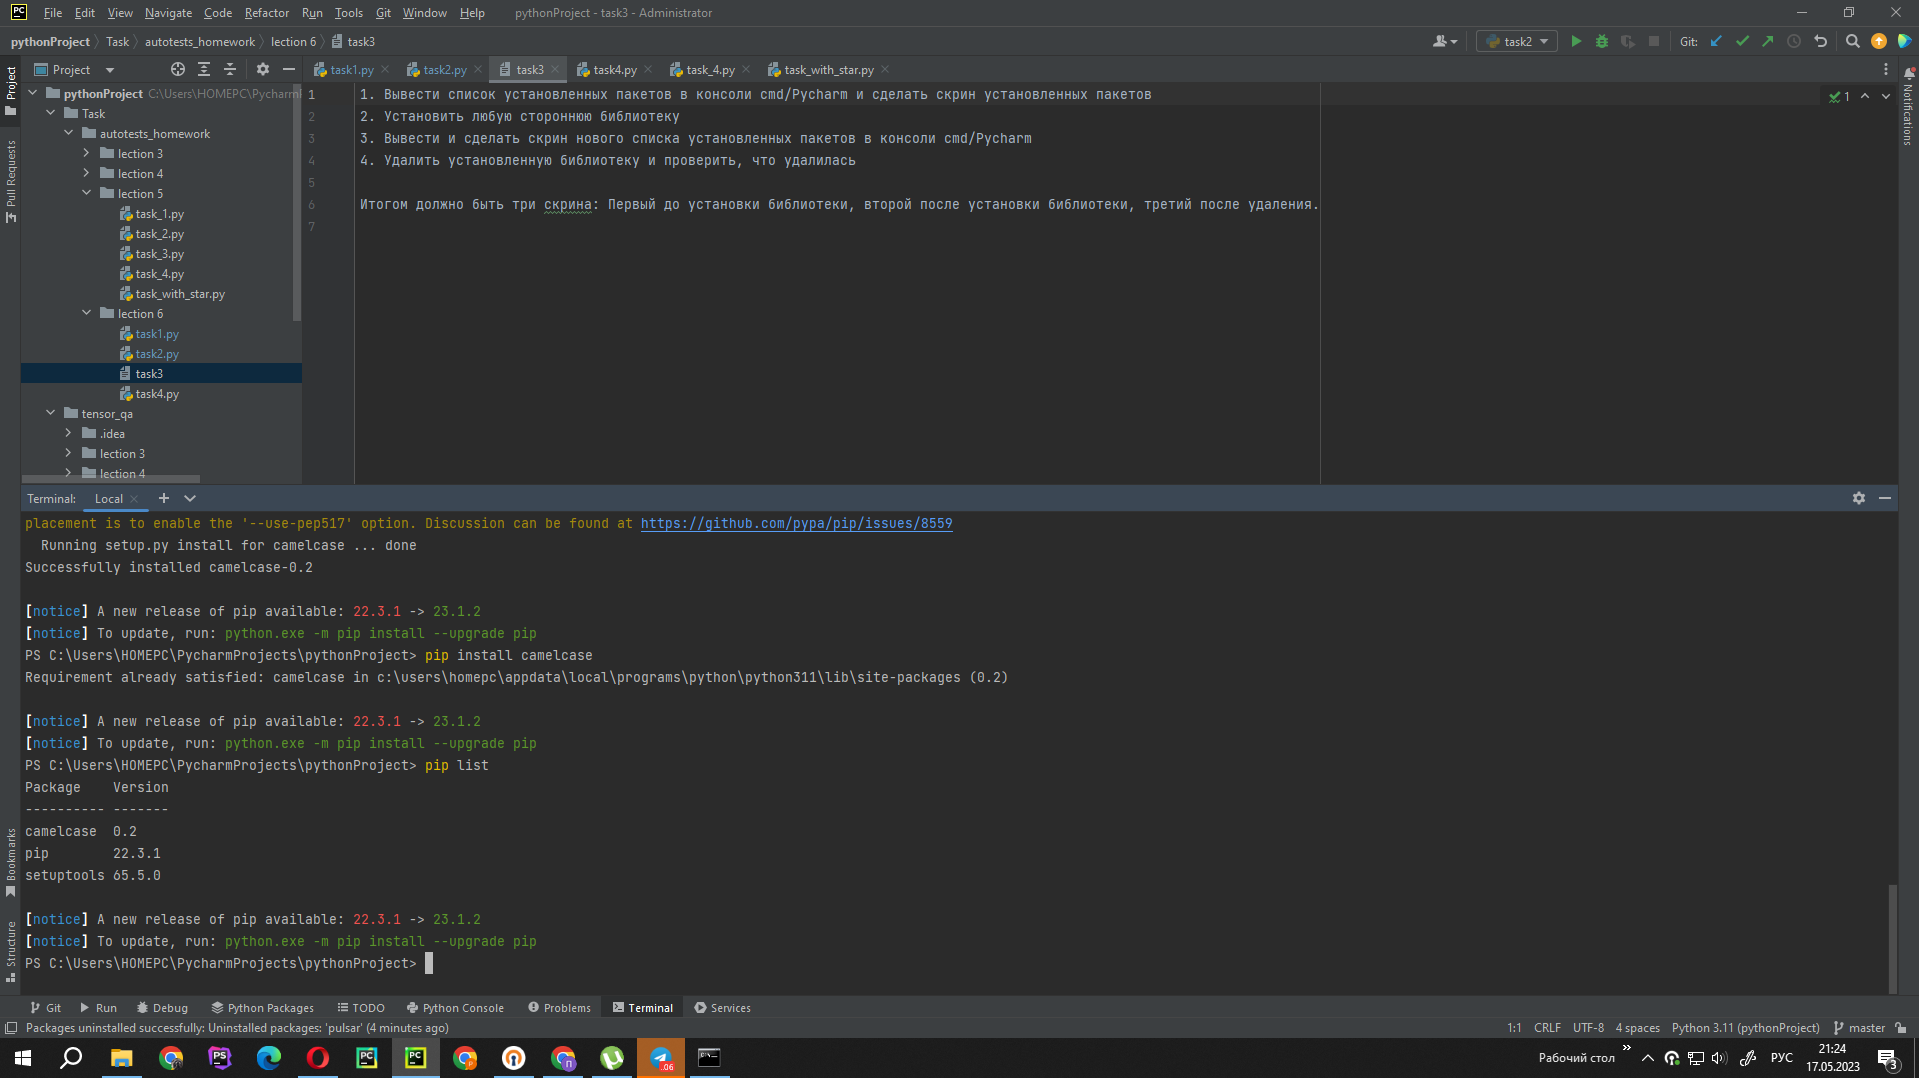 File Edit View Navigate Code Refactor Run Tools Git Window Help pythonProject - task3 - Administrator
pythonProject Task autotests_homework lection 6 task3
task2 Git:
Project
task1.py task2.py task3 task4.py task_4.py task_with_star.py
pythonProject C:\Users\HOMEPC\Pycharm
Task
autotests_homework
lection 3
lection 4
lection 5
task_1.py
task_2.py
task_3.py
task_4.py
task_with_star.py
lection 6
task1.py
task2.py
task3
task4.py
tensor_qa
.idea
lection 3
lection 4
1 1. Вывести список установленных пакетов в консоли cmd/Pycharm и сделать скрин установленных пакетов
2 2. Установить любую стороннюю библиотеку
3 3. Вывести и сделать скрин нового списка установленных пакетов в консоли cmd/Pycharm
4 4. Удалить установленную библиотеку и проверить, что удалилась
5
6 Итогом должно быть три скрина: Первый до установки библиотеки, второй после установки библиотеки, третий после удаления.
7
1
Project
Pull Requests
Bookmarks
Structure
Notifications
Terminal: Local
placement is to enable the '--use-pep517' option. Discussion can be found at https://github.com/pypa/pip/issues/8559
Running setup.py install for camelcase ... done
Successfully installed camelcase-0.2
[notice] A new release of pip available: 22.3.1 -> 23.1.2
[notice] To update, run: python.exe -m pip install --upgrade pip
PS C:\Users\HOMEPC\PycharmProjects\pythonProject> pip install camelcase
Requirement already satisfied: camelcase in c:\users\homepc\appdata\local\programs\python\python311\lib\site-packages (0.2)
[notice] A new release of pip available: 22.3.1 -> 23.1.2
[notice] To update, run: python.exe -m pip install --upgrade pip
PS C:\Users\HOMEPC\PycharmProjects\pythonProject> pip list
Package Version
---------- -------
camelcase 0.2
pip 22.3.1
setuptools 65.5.0
[notice] A new release of pip available: 22.3.1 -> 23.1.2
[notice] To update, run: python.exe -m pip install --upgrade pip
PS C:\Users\HOMEPC\PycharmProjects\pythonProject>
Git Run Debug Python Packages TODO Python Console Problems Terminal Services
Packages uninstalled successfully: Uninstalled packages: 'pulsar' (4 minutes ago) 1:1 CRLF UTF-8 4 spaces Python 3.11 (pythonProject) master
Рабочий стол РУС 21:24
17.05.2023 3